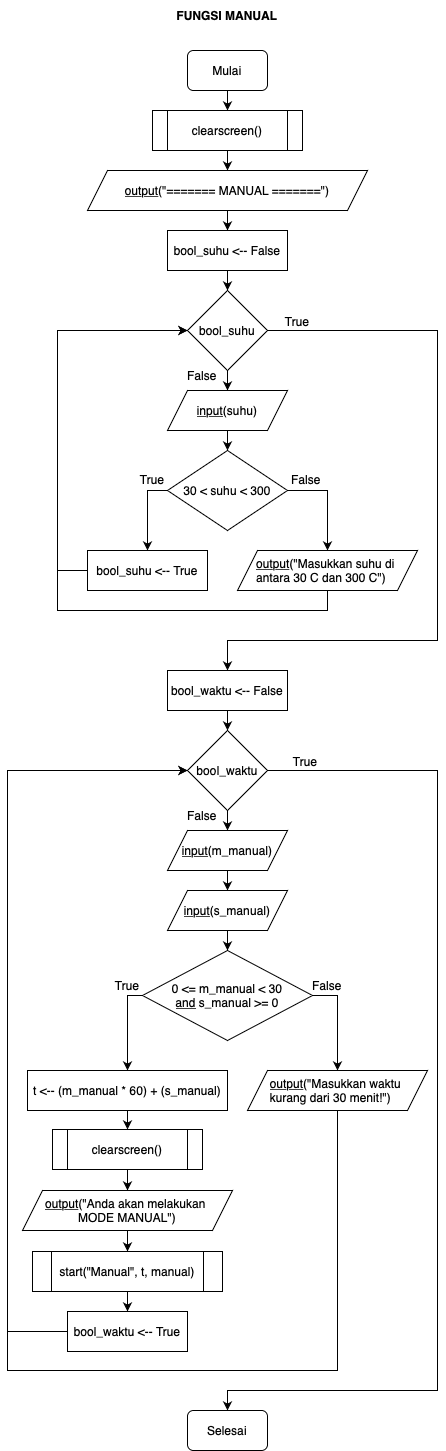 FUNGSI MANUAL
Mulai
clearscreen()
output("======= MANUAL =======")
bool_suhu <-- False
bool_suhu
True
False
input(suhu)
30 < suhu < 300
True
False
bool_suhu <-- True
output("Masukkan suhu di
antara 30 C dan 300 C")
bool_waktu <-- False
bool_waktu
True
False
input(m_manual)
input(s_manual)
0 <= m_manual < 30
and s_manual >= 0
True
False
t <-- (m_manual * 60) + (s_manual)
output("Masukkan waktu
kurang dari 30 menit!")
clearscreen()
output("Anda akan melakukan
MODE MANUAL")
start("Manual", t, manual)
bool_waktu <-- True
Selesai